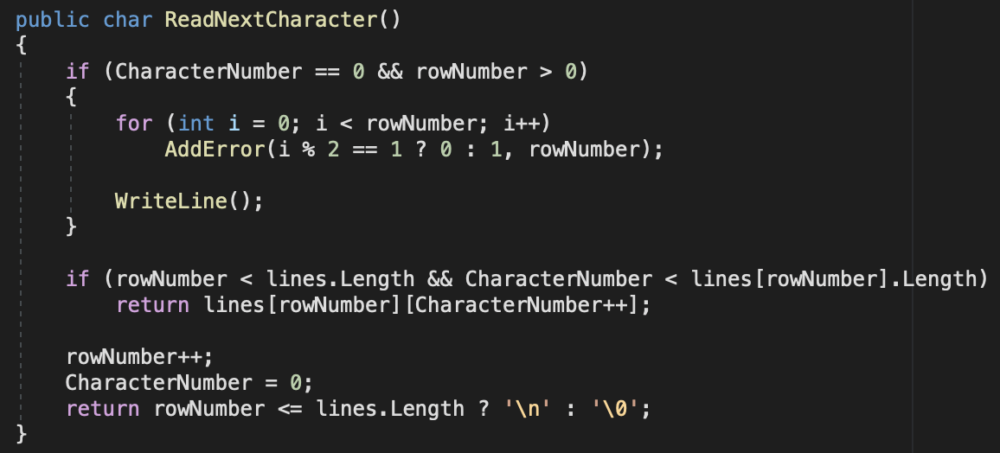 public char ReadNextCharacter()
{
    if (CharacterNumber == 0 && rowNumber > 0)
    {
        for (int i = 0; i < rowNumber; i++)
            AddError(i % 2 == 1 ? 0 : 1, rowNumber);

        WriteLine();
    }

    if (rowNumber < lines.Length && CharacterNumber < lines[rowNumber].Length)
        return lines[rowNumber][CharacterNumber++];

    rowNumber++;
    CharacterNumber = 0;
    return rowNumber <= lines.Length ? '\n' : '\0';
}